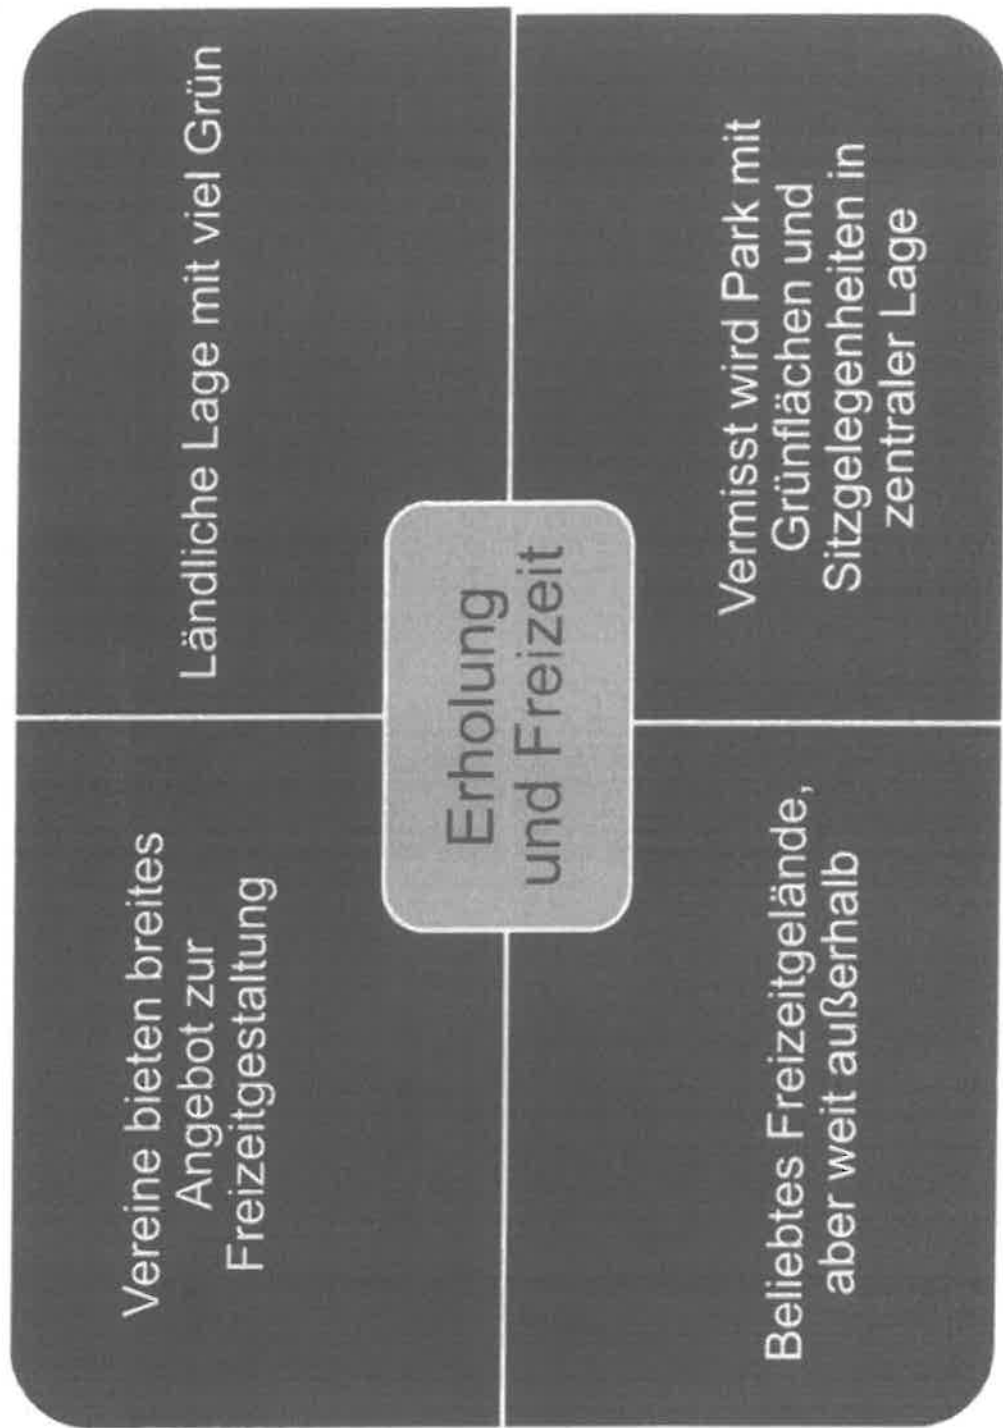 Vereine bieten breites
Angebot zur
Freizeitgestaltung
Ländliche Lage mit viel Grün
Erholung
und Freizeit
Beliebtes Freizeitgelände,
aber weit außerhalb
Vermisst wird Park mit
Grünflächen und
Sitzgelegenheiten in
zentraler Lage